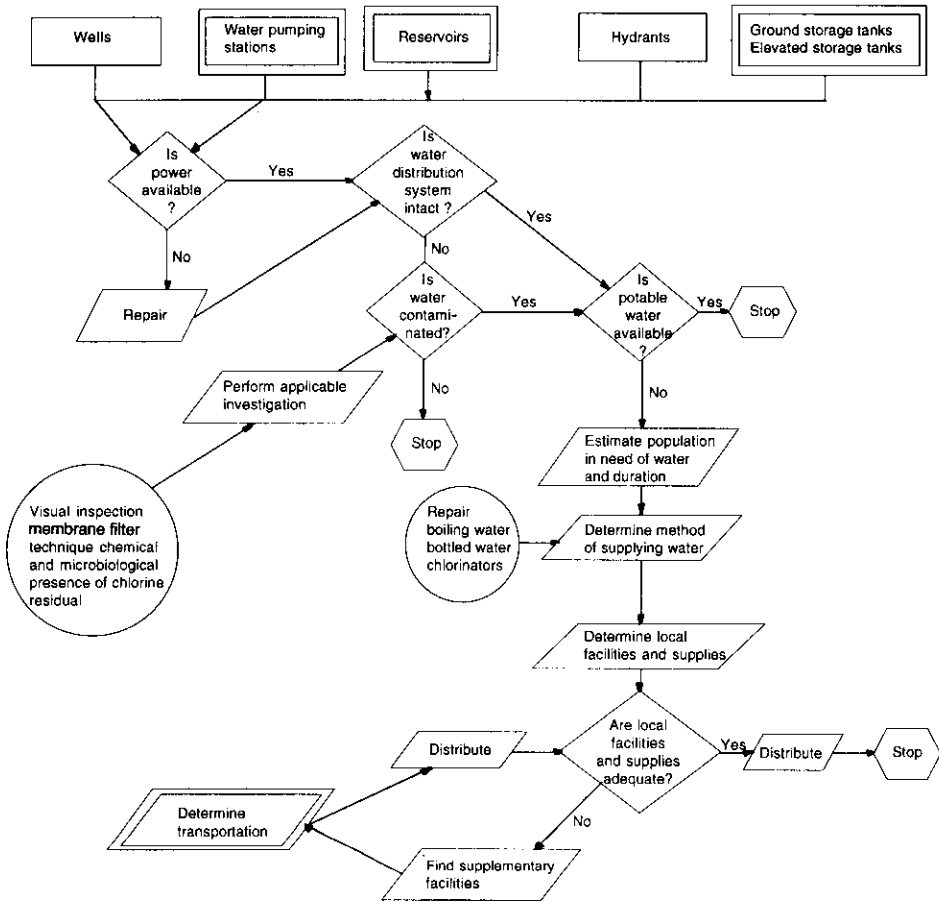 Wells
Water pumping
stations
Reservoirs
Hydrants
Ground storage tanks
Elevated storage tanks
Is
power
available
?
Yes
Is
water
distribution
system
intact ?
Yes
No
No
Repair
Is
water
contami-
nated?
Yes
Is
potable
water
available
?
Yes
Stop
Perform applicable
investigation
No
Stop
No
Estimate population
in need of water
and duration
Visual inspection
membrane filter
technique chemical
and microbiological
presence of chlorine
residual
Repair
boiling water
bottled water
chlorinators
Determine method
of supplying water
Determine local
facilities and supplies
Distribute
Are local
facilities
and supplies
adequate?
Yes
Distribute
Stop
Determine
transportation
No
Find supplementary
facilities